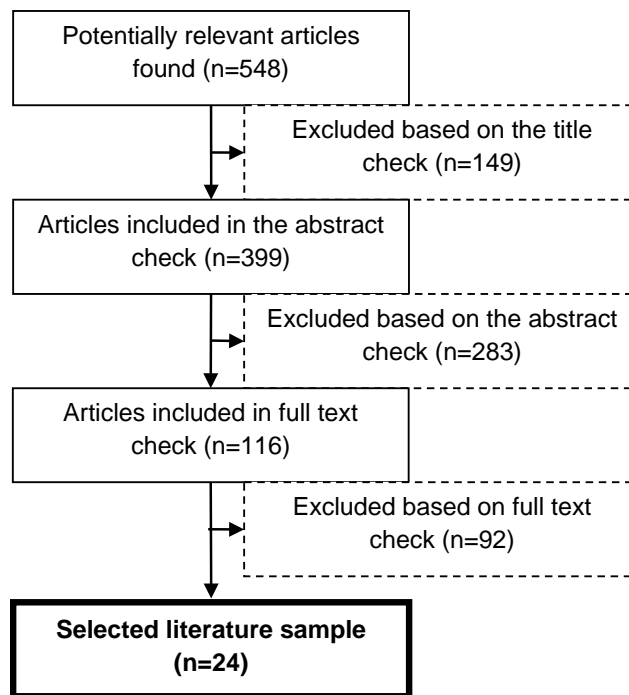 Potentially relevant articles
found (n=548)
Excluded based on the title
check (n=149)
Articles included in the abstract
check (n=399)
Excluded based on the abstract
check (n=283)
Articles included in full text
check (n=116)
Excluded based on full text
check (n=92)
Selected literature sample
(n=24)